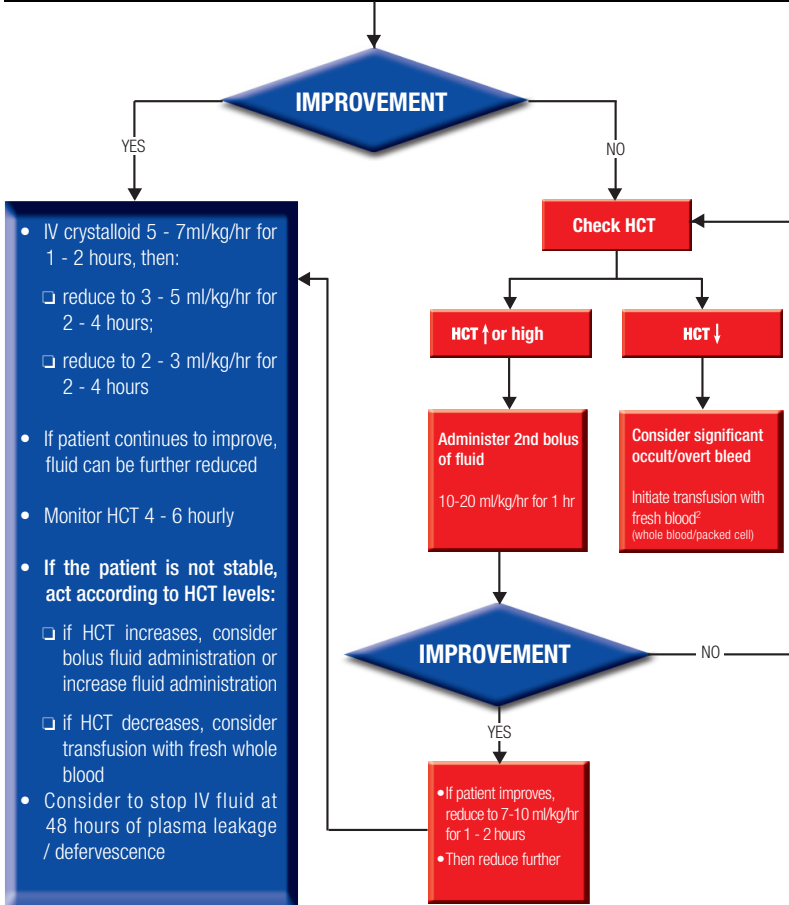 IMPROVEMENT
YES
NO
• IV crystalloid 5 - 7ml/kg/hr for
1 - 2 hours, then:
❏ reduce to 3 - 5 ml/kg/hr for
2 - 4 hours;
❏ reduce to 2 - 3 ml/kg/hr for
2 - 4 hours
• If patient continues to improve,
fluid can be further reduced
• Monitor HCT 4 - 6 hourly
• If the patient is not stable,
act according to HCT levels:
❏ if HCT increases, consider
bolus fluid administration or
increase fluid administration
❏ if HCT decreases, consider
transfusion with fresh whole
blood
• Consider to stop IV fluid at
48 hours of plasma leakage
/ defervescence
Check HCT
HCT ↑ or high
HCT ↓
Administer 2nd bolus
of fluid
10-20 ml/kg/hr for 1 hr
Consider significant
occult/overt bleed
Initiate transfusion with
fresh blood²
(whole blood/packed cell)
IMPROVEMENT
NO
YES
• If patient improves,
reduce to 7-10 ml/kg/hr
for 1 - 2 hours
• Then reduce further